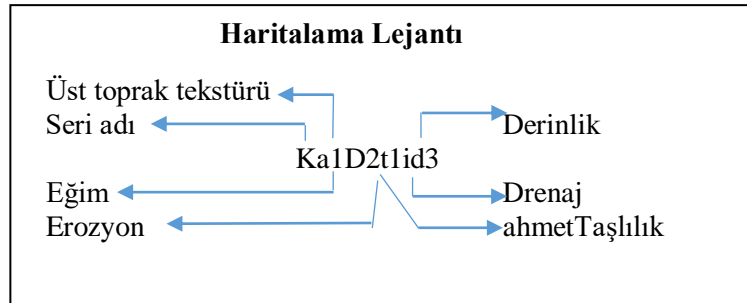 Haritalama Lejantı
Üst toprak tekstürü
Seri adı
Derinlik
Ka1D2t1id3
Eğim
Drenaj
Erozyon
ahmetTaşlılık